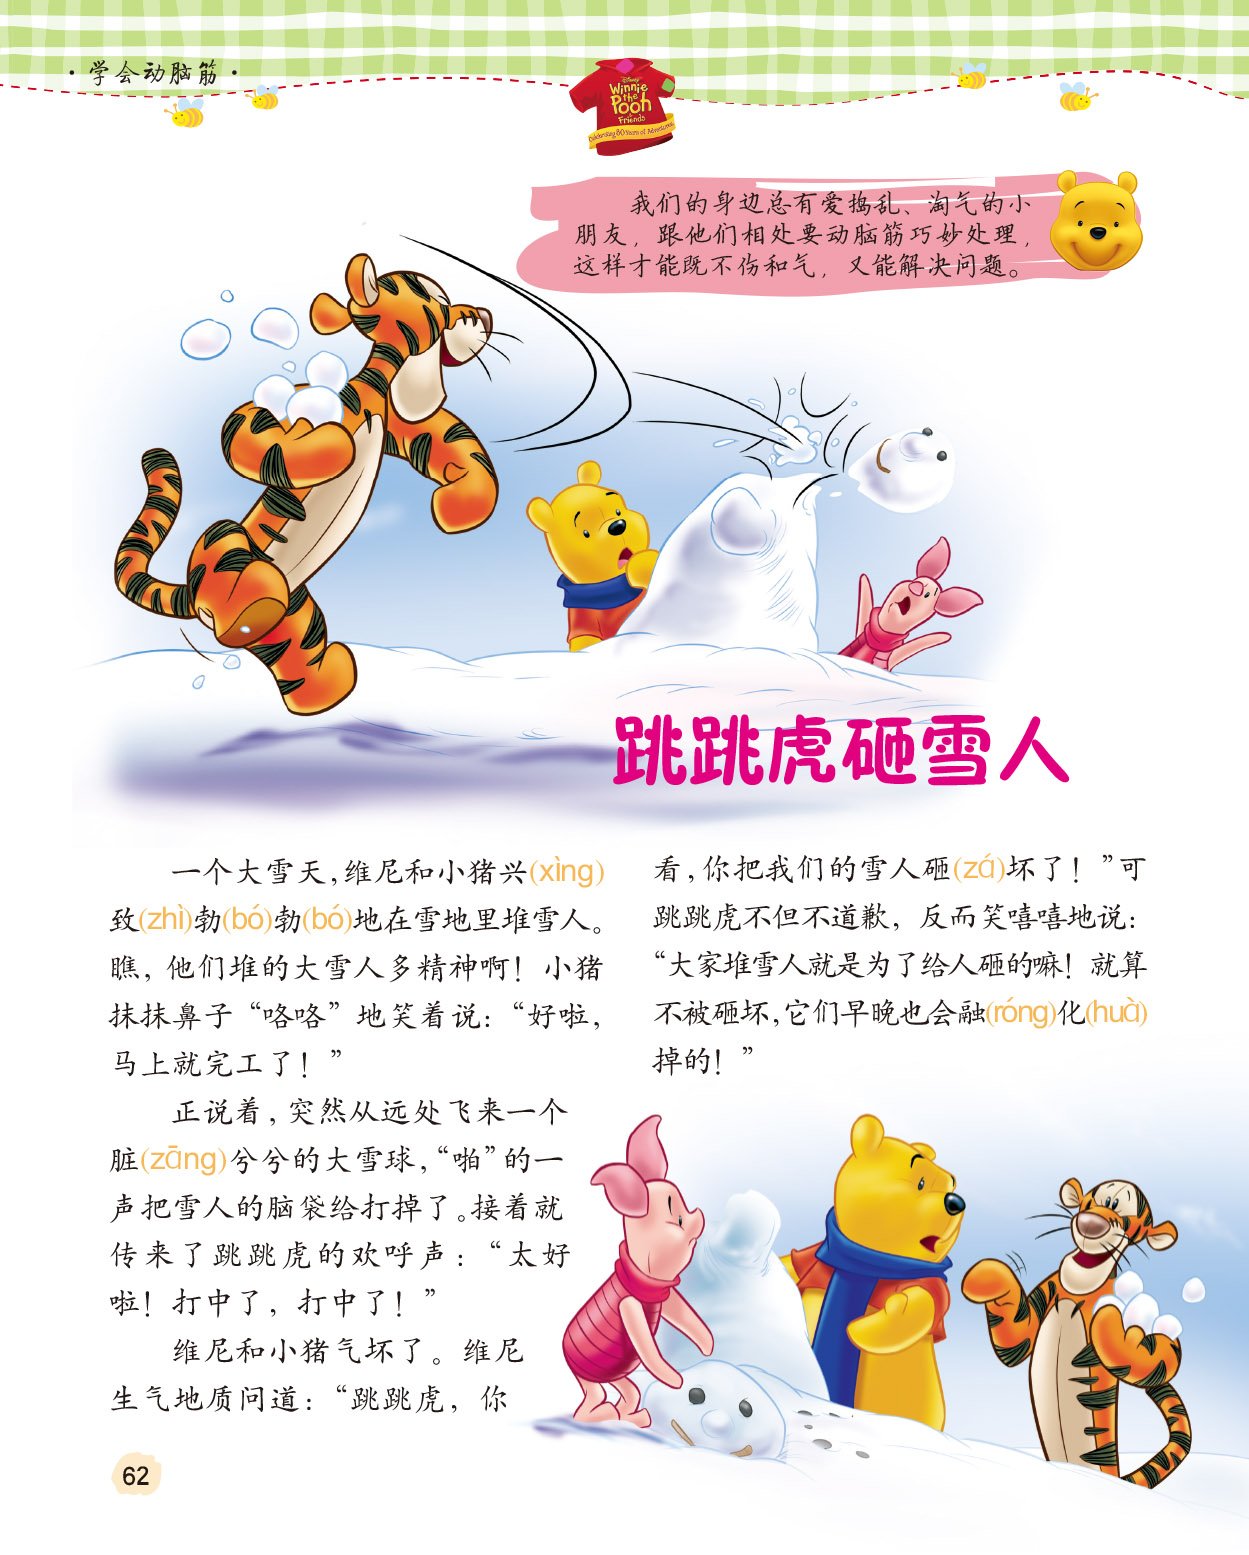 ·学会动脑筋·
Disney
Winnie
the
Pooh
&
Friends
Celebrating 80 Years of Adventures
我们的身边总有爱捣乱、淘气的小
朋友，跟他们相处要动脑筋巧妙处理，
这样才能既不伤和气，又能解决问题。
跳跳虎砸雪人
一个大雪天，维尼和小猪兴(xìng)
致(zhì)勃(bó)勃(bó)地在雪地里堆雪人。
瞧，他们堆的大雪人多精神啊！小猪
抹抹鼻子“咯咯”地笑着说：“好啦，
马上就完工了！”
正说着，突然从远处飞来一个
脏(zāng)兮兮的大雪球，“啪”的一
声把雪人的脑袋给打掉了。接着就
传来了跳跳虎的欢呼声：“太好
啦！打中了，打中了！”
维尼和小猪气坏了。维尼
生气地质问道：“跳跳虎，你
看，你把我们的雪人砸(zá)坏了！”可
跳跳虎不但不道歉，反而笑嘻嘻地说：
“大家堆雪人就是为了给人砸的嘛！就算
不被砸坏，它们早晚也会融(róng)化(huà)
掉的！”
62